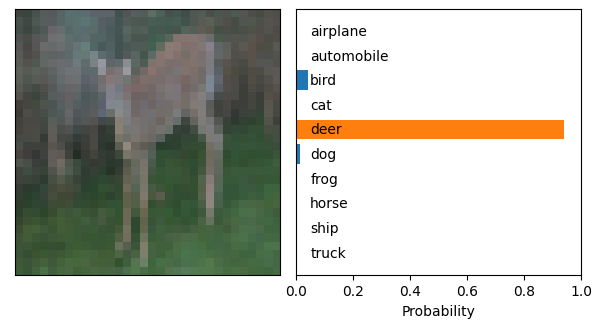 airplane
automobile
bird
cat
deer
dog
frog
horse
ship
truck
0.0 0.2 0.4 0.6 0.8 1.0
Probability